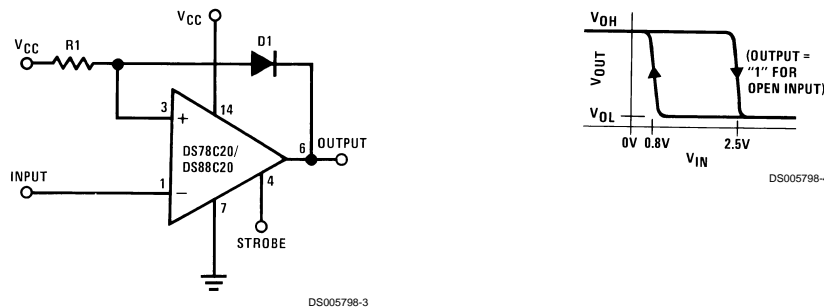 VCC
R1
VCC
D1
3
+
14
DS78C20/
DS88C20
6
OUTPUT
INPUT
1
−
4
7
STROBE
DS005798-3
VOH
VOUT
(OUTPUT =
"1" FOR
OPEN INPUT)
VOL
0V 0.8V 2.5V
VIN